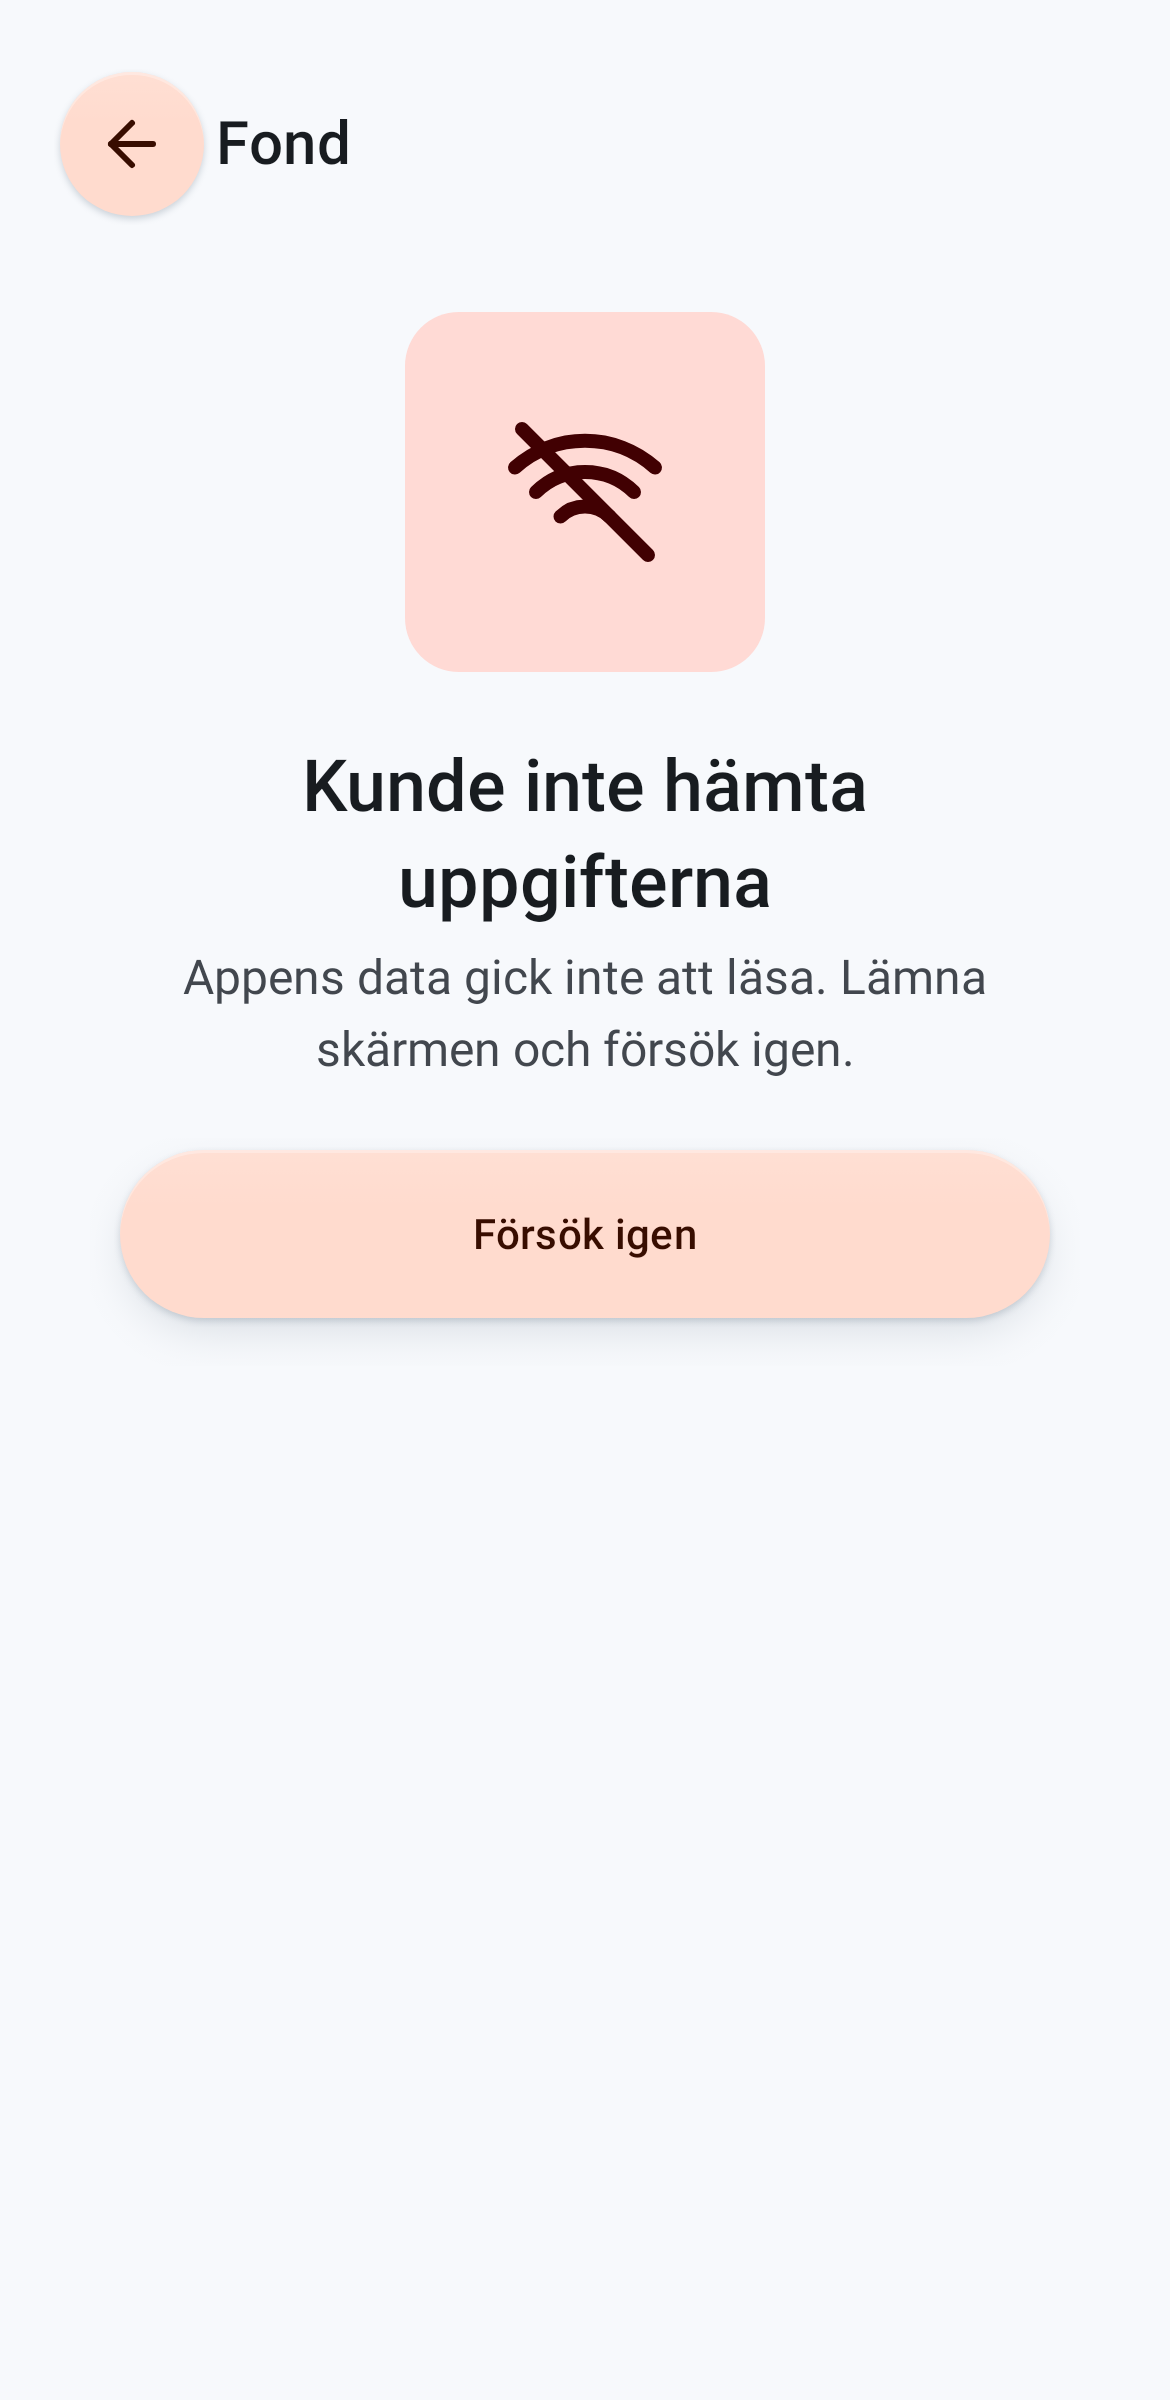 Fond
Kunde inte hämta
uppgifterna
Appens data gick inte att läsa. Lämna
skärmen och försök igen.
Försök igen